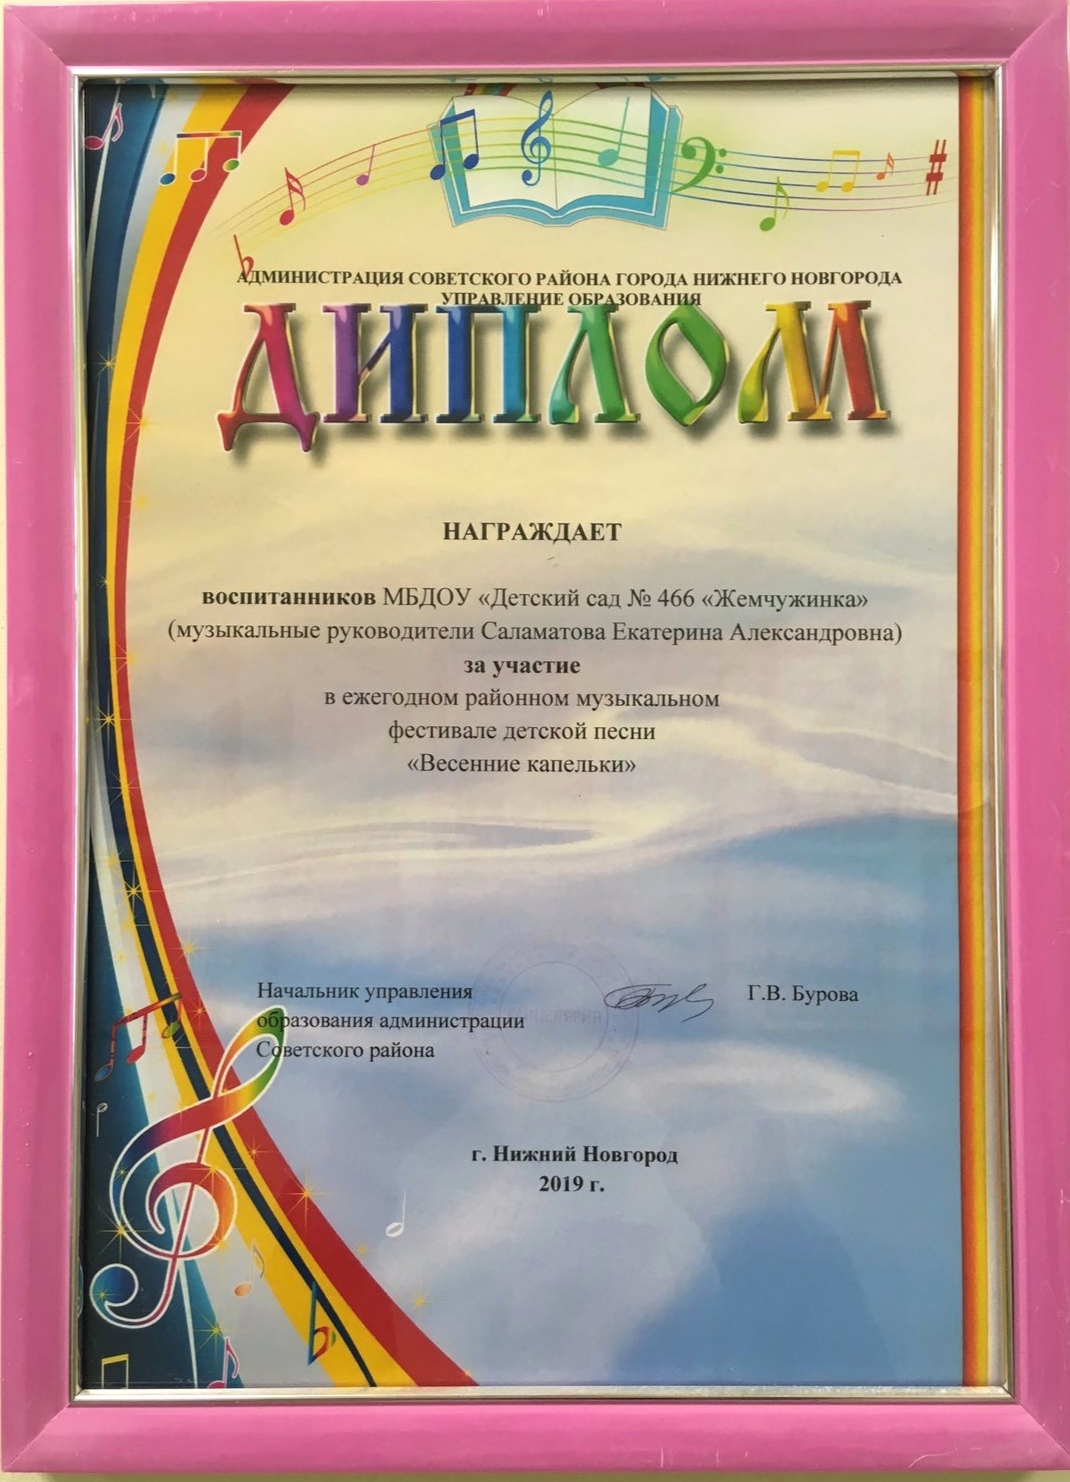 АДМИНИСТРАЦИЯ СОВЕТСКОГО РАЙОНА ГОРОДА НИЖНЕГО НОВГОРОДА
УПРАВЛЕНИЕ ОБРАЗОВАНИЯ
ДИПЛОМ
НАГРАЖДАЕТ
воспитанников МБДОУ «Детский сад № 466 «Жемчужинка»
(музыкальные руководители Саламатова Екатерина Александровна)
за участие
в ежегодном районном музыкальном
фестивале детской песни
«Весенние капельки»
Начальник управления
образования администрации
Советского района
КАНЦЕЛЯРИЯ
Г.В. Бурова
г. Нижний Новгород
2019 г.